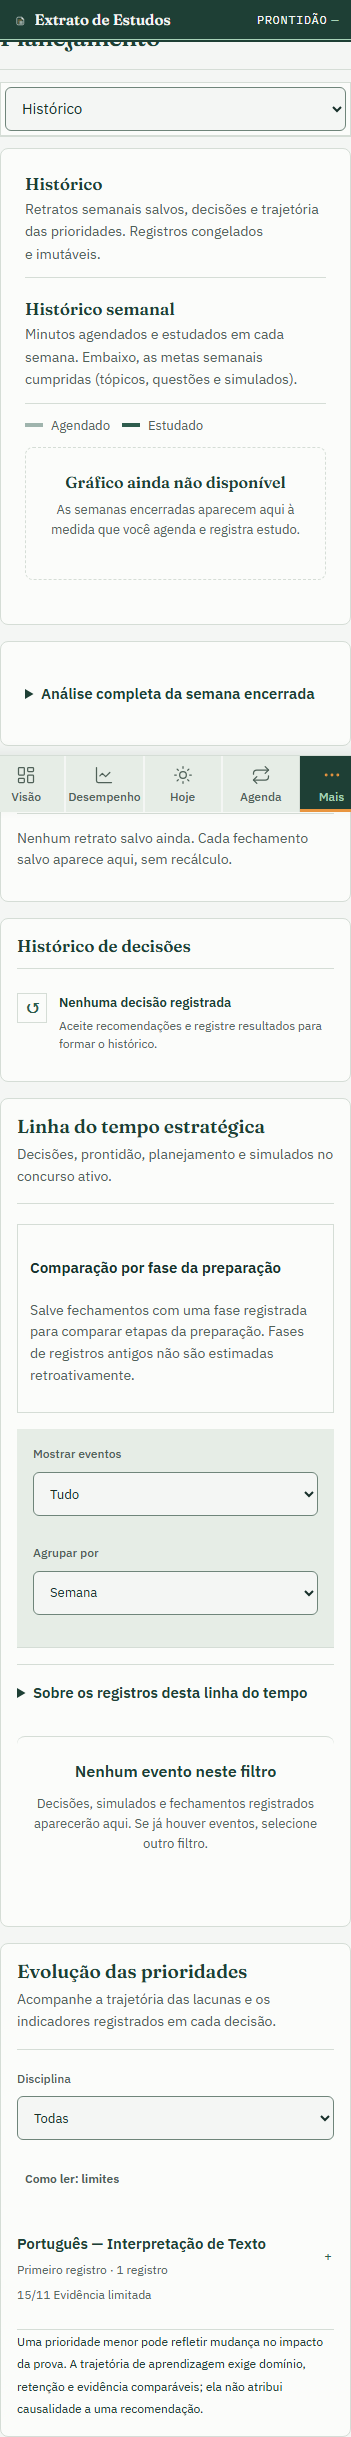 Extrato de Estudos
PRONTIDÃO —
Planejamento
Histórico
Histórico
Retratos semanais salvos, decisões e trajetória
das prioridades. Registros congelados
e imutáveis.
Histórico semanal
Minutos agendados e estudados em cada
semana. Embaixo, as metas semanais
cumpridas (tópicos, questões e simulados).
Agendado Estudado
Gráfico ainda não disponível
As semanas encerradas aparecem aqui à
medida que você agenda e registra estudo.
Análise completa da semana encerrada
Visão Desempenho Hoje Agenda Mais
Nenhum retrato salvo ainda. Cada fechamento
salvo aparece aqui, sem recálculo.
Histórico de decisões
Nenhuma decisão registrada
Aceite recomendações e registre resultados para
formar o histórico.
Linha do tempo estratégica
Decisões, prontidão, planejamento e simulados no
concurso ativo.
Comparação por fase da preparação
Salve fechamentos com uma fase registrada
para comparar etapas da preparação. Fases
de registros antigos não são estimadas
retroativamente.
Mostrar eventos
Tudo
Agrupar por
Semana
Sobre os registros desta linha do tempo
Nenhum evento neste filtro
Decisões, simulados e fechamentos registrados
aparecerão aqui. Se já houver eventos, selecione
outro filtro.
Evolução das prioridades
Acompanhe a trajetória das lacunas e os
indicadores registrados em cada decisão.
Disciplina
Todas
Como ler: limites
Português — Interpretação de Texto
+
Primeiro registro · 1 registro
15/11 Evidência limitada
Uma prioridade menor pode refletir mudança no impacto
da prova. A trajetória de aprendizagem exige domínio,
retenção e evidência comparáveis; ela não atribui
causalidade a uma recomendação.